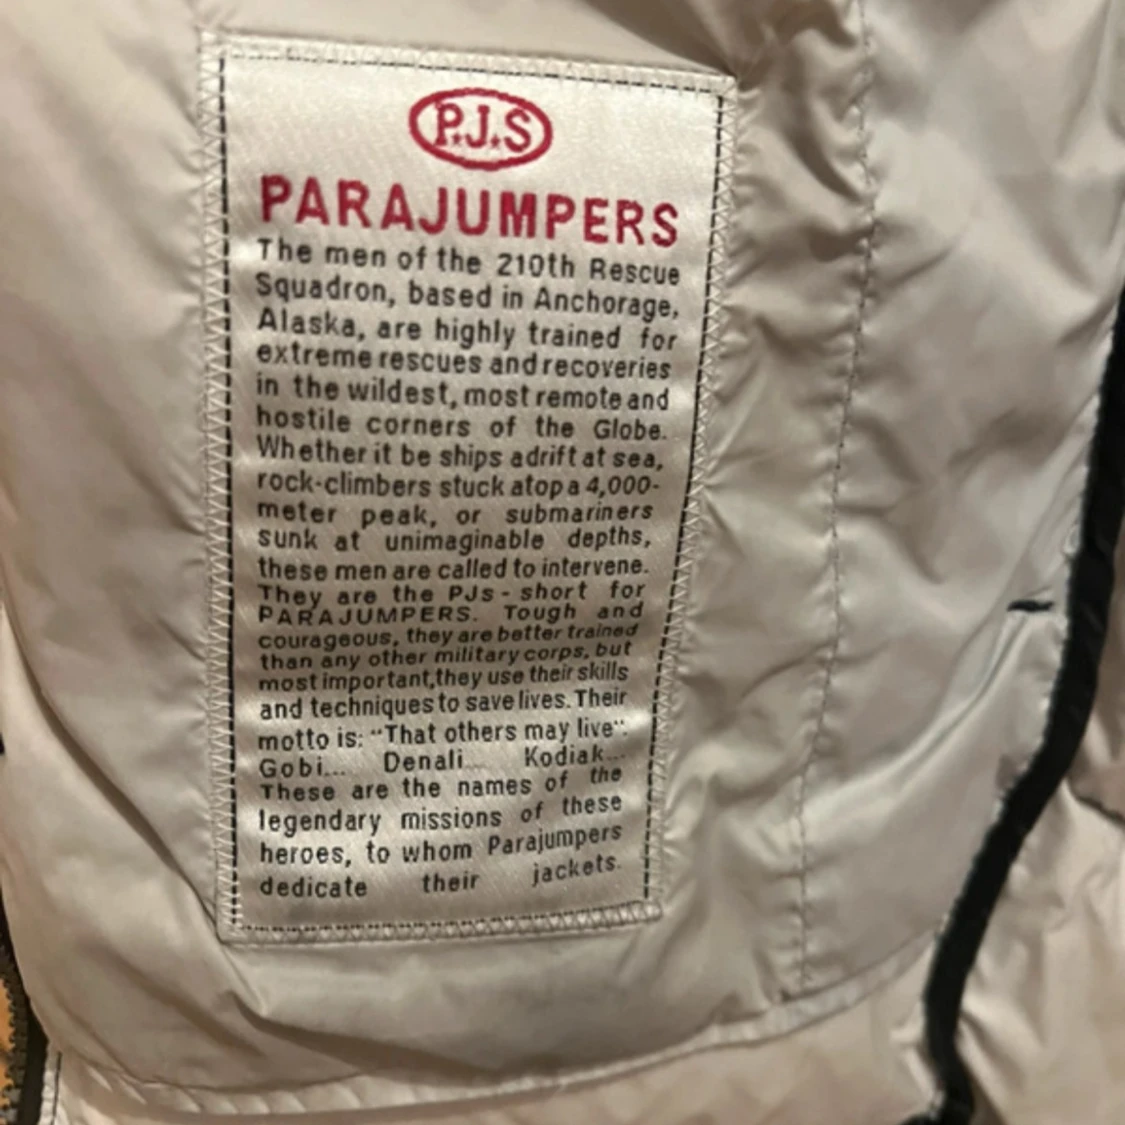 P.J.S
PARAJUMPERS
The men of the 210th Rescue
Squadron, based in Anchorage,
Alaska, are highly trained for
extreme rescues and recoveries
in the wildest, most remote and
hostile corners of the Globe.
Whether it be ships adrift at sea,
rock-climbers stuck atop a 4,000-
meter peak, or submariners
sunk at unimaginable depths,
these men are called to intervene.
They are the PJs - short for
PARAJUMPERS. Tough and
courageous, they are better trained
than any other military corps, but
most important,they use their skills
and techniques to save lives. Their
motto is: "That others may live".
Gobi... Denali... Kodiak...
These are the names of the
legendary missions of these
heroes, to whom Parajumpers
dedicate their jackets.